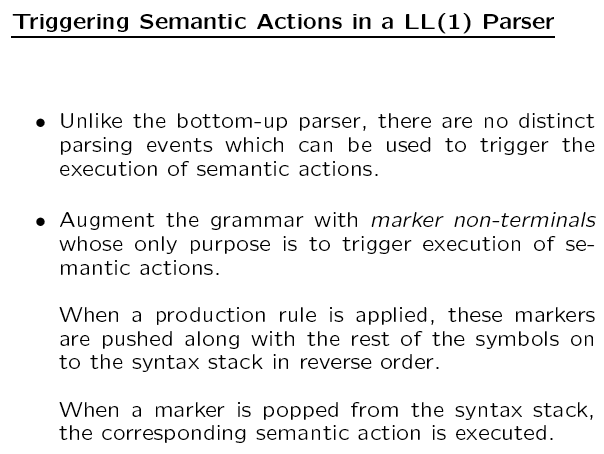 Triggering Semantic Actions in a LL(1) Parser
• Unlike the bottom-up parser, there are no distinct
parsing events which can be used to trigger the
execution of semantic actions.
• Augment the grammar with marker non-terminals
whose only purpose is to trigger execution of se-
mantic actions.
When a production rule is applied, these markers
are pushed along with the rest of the symbols on
to the syntax stack in reverse order.
When a marker is popped from the syntax stack,
the corresponding semantic action is executed.